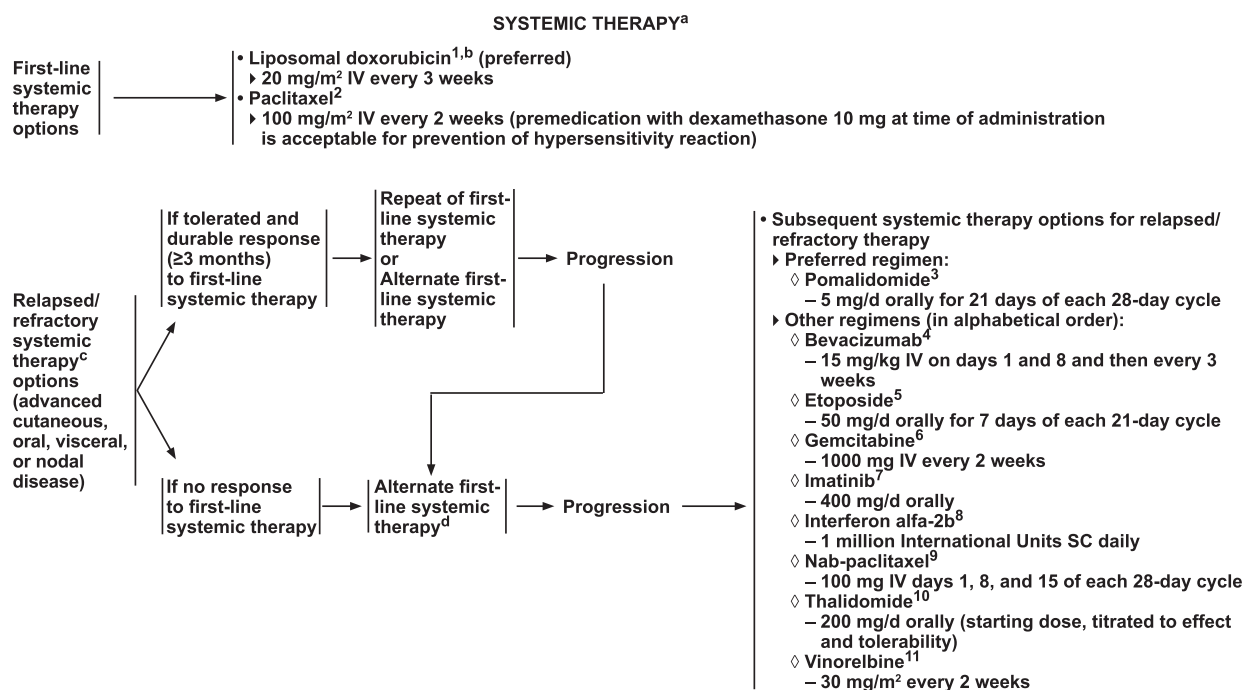 SYSTEMIC THERAPYᵃ
First-line
systemic
therapy
options
• Liposomal doxorubicin¹,ᵇ (preferred)
▸ 20 mg/m² IV every 3 weeks
• Paclitaxel²
▸ 100 mg/m² IV every 2 weeks (premedication with dexamethasone 10 mg at time of administration
is acceptable for prevention of hypersensitivity reaction)
Relapsed/
refractory
systemic
therapyᶜ
options
(advanced
cutaneous,
oral, visceral,
or nodal
disease)
If tolerated and
durable response
(≥3 months)
to first-line
systemic therapy
Repeat of first-
line systemic
therapy
or
Alternate first-
line systemic
therapy
Progression
If no response
to first-line
systemic therapy
Alternate first-
line systemic
therapyᵈ
Progression
• Subsequent systemic therapy options for relapsed/
refractory therapy
▸ Preferred regimen:
◊ Pomalidomide³
– 5 mg/d orally for 21 days of each 28-day cycle
▸ Other regimens (in alphabetical order):
◊ Bevacizumab⁴
– 15 mg/kg IV on days 1 and 8 and then every 3
weeks
◊ Etoposide⁵
– 50 mg/d orally for 7 days of each 21-day cycle
◊ Gemcitabine⁶
– 1000 mg IV every 2 weeks
◊ Imatinib⁷
– 400 mg/d orally
◊ Interferon alfa-2b⁸
– 1 million International Units SC daily
◊ Nab-paclitaxel⁹
– 100 mg IV days 1, 8, and 15 of each 28-day cycle
◊ Thalidomide¹⁰
– 200 mg/d orally (starting dose, titrated to effect
and tolerability)
◊ Vinorelbine¹¹
– 30 mg/m² every 2 weeks